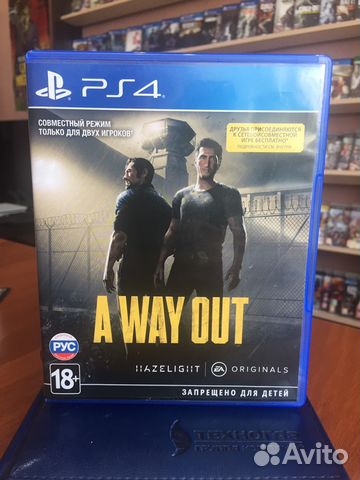 PS4
СОВМЕСТНЫЙ РЕЖИМ
ТОЛЬКО ДЛЯ ДВУХ ИГРОКОВ*
ДРУЗЬЯ ПРИСОЕДИНЯЮТСЯ
К СЕТЕВОЙ СОВМЕСТНОЙ
ИГРЕ БЕСПЛАТНО*
A WAY OUT
РУС
HAZELIGHT
EA ORIGINALS
18+
ЗАПРЕЩЕНО ДЛЯ ДЕТЕЙ
Avito